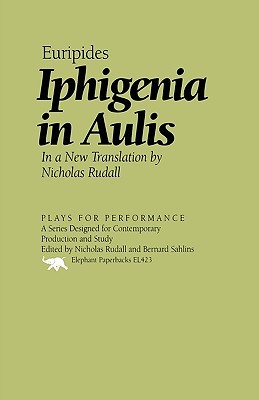 Euripides
Iphigenia
in Aulis
In a New Translation by
Nicholas Rudall
PLAYS FOR PERFORMANCE
A Series Designed for Contemporary
Production and Study
Edited by Nicholas Rudall and Bernard Sahlins
Elephant Paperbacks EL423